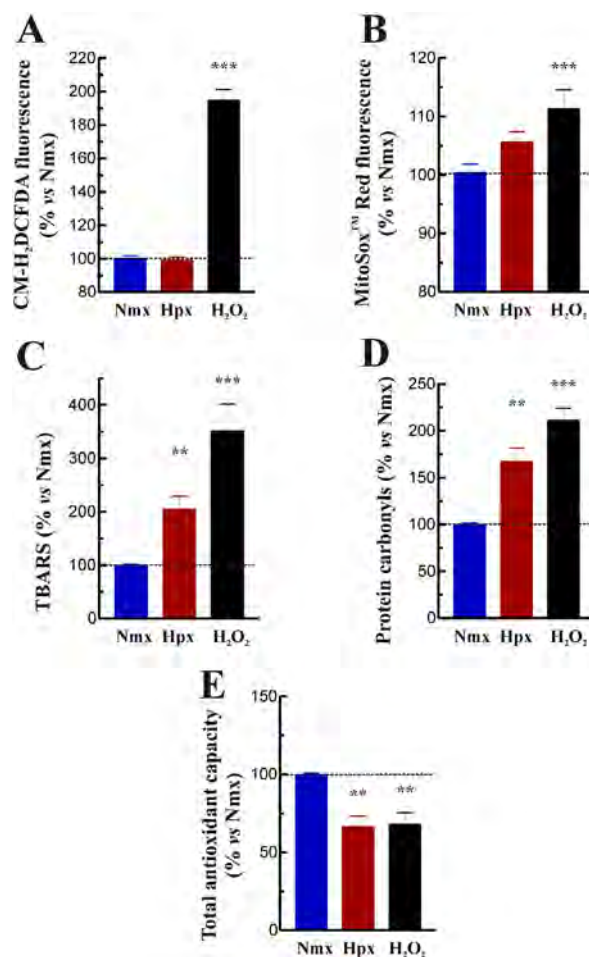 A
CM-H₂DCFDA fluorescence
(% vs Nmx)
220
200
180
160
140
120
100
80
***
Nmx Hpx H₂O₂
B
MitoSox™ Red fluorescence
(% vs Nmx)
120
110
100
90
80
***
Nmx Hpx H₂O₂
C
TBARS (% vs Nmx)
400
300
200
100
0
**
***
Nmx Hpx H₂O₂
D
Protein carbonyls (% vs Nmx)
250
200
150
100
50
0
**
***
Nmx Hpx H₂O₂
E
Total antioxidant capacity
(% vs Nmx)
150
100
50
0
** **
Nmx Hpx H₂O₂